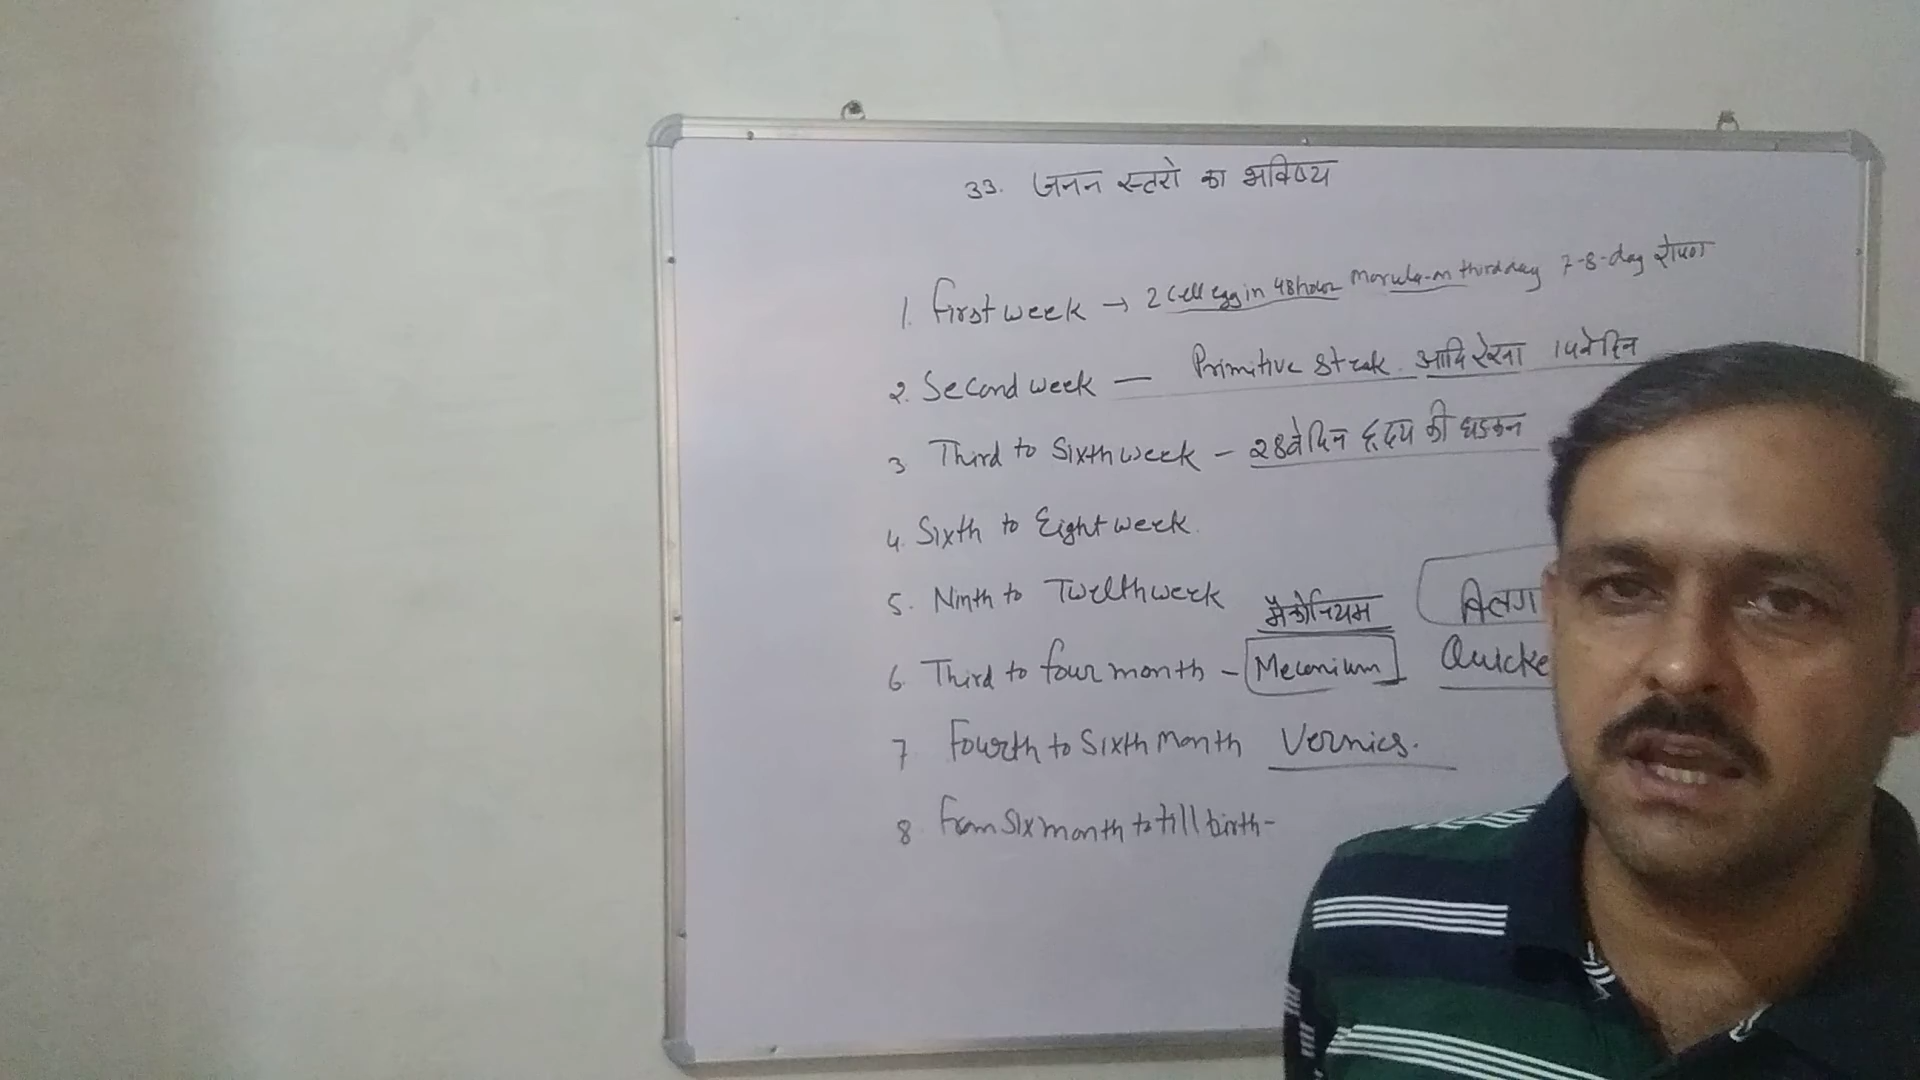 33. जनन स्तरो का भविष्य
1. First week → 2 cell egg in 48 hour Morula-on third day 7-8-day रोपण
2. Second week — Primitive streak. आदि रेखा 14वे दिन
3 Third to Sixth week - 28वे दिन हृदय की धडकन
4. Sixth to Eight week.
5. Ninth to Twelth week
मैकोनियम
6. Third to four month - Meconium Quicke
7 Fourth to Sixth Month Vernics.
8 From Six month to till birth-